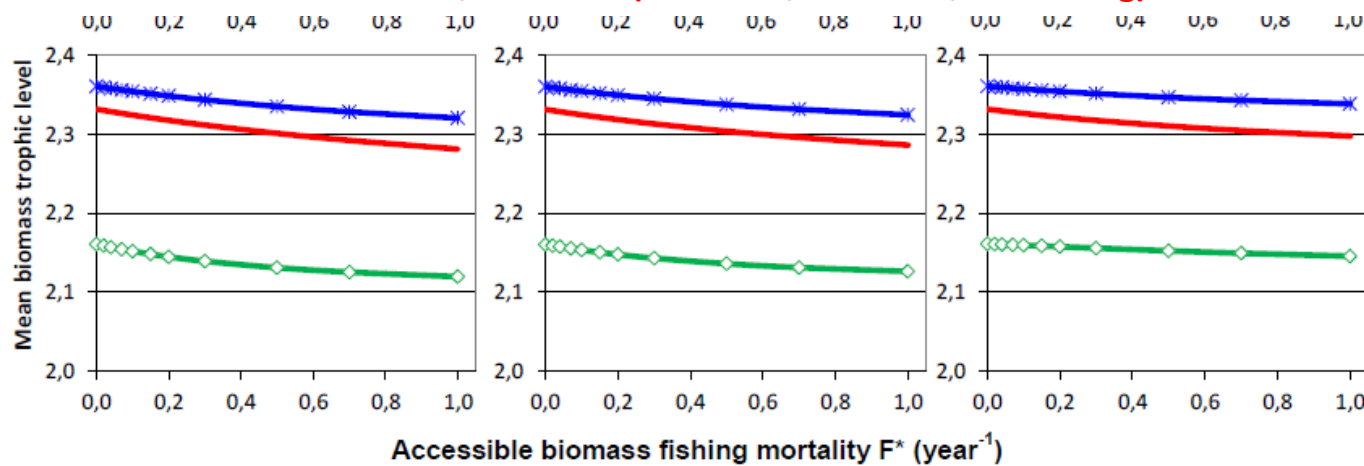 0,0 0,2 0,4 0,6 0,8 1,0 0,0 0,2 0,4 0,6 0,8 1,0 0,0 0,2 0,4 0,6 0,8 1,0
2,4 2,4 2,4
2,3 2,3 2,3
2,2 2,2 2,2
2,1 2,1 2,1
2,0 2,0 2,0
Mean biomass trophic level
0,0 0,2 0,4 0,6 0,8 1,0 0,0 0,2 0,4 0,6 0,8 1,0 0,0 0,2 0,4 0,6 0,8 1,0
Accessible biomass fishing mortality F* (year⁻¹)